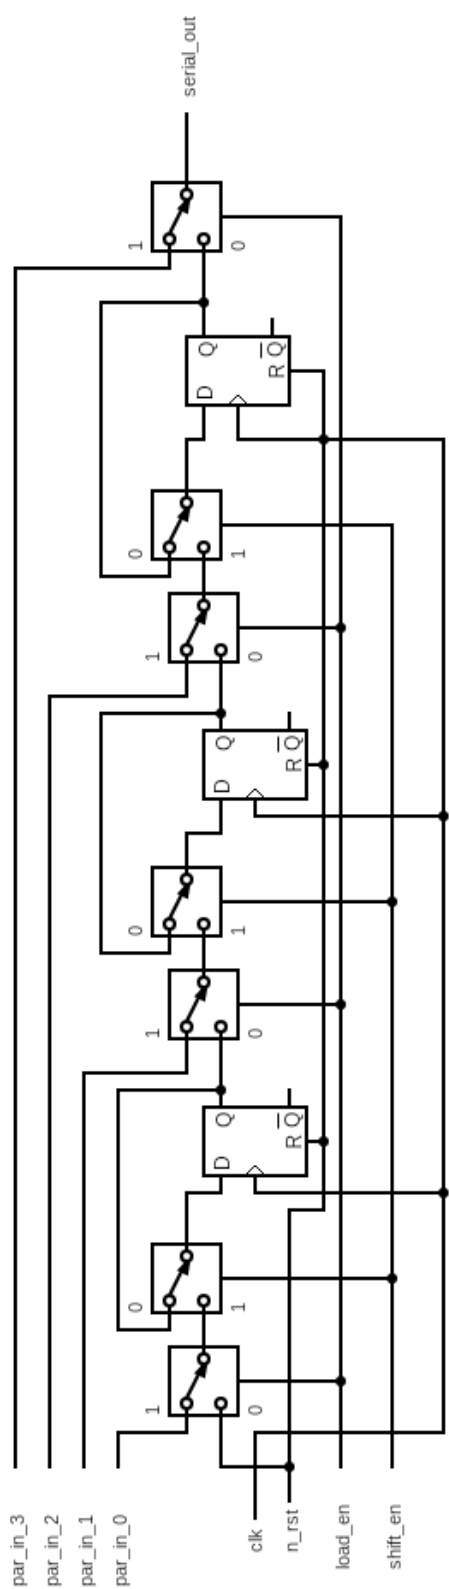 par_in_3
par_in_2
par_in_1
par_in_0
clk
n_rst
load_en
shift_en
1
0
0
1
D Q
R Q̅
1
0
0
1
D Q
R Q̅
1
0
0
1
D Q
R Q̅
1
0
serial_out